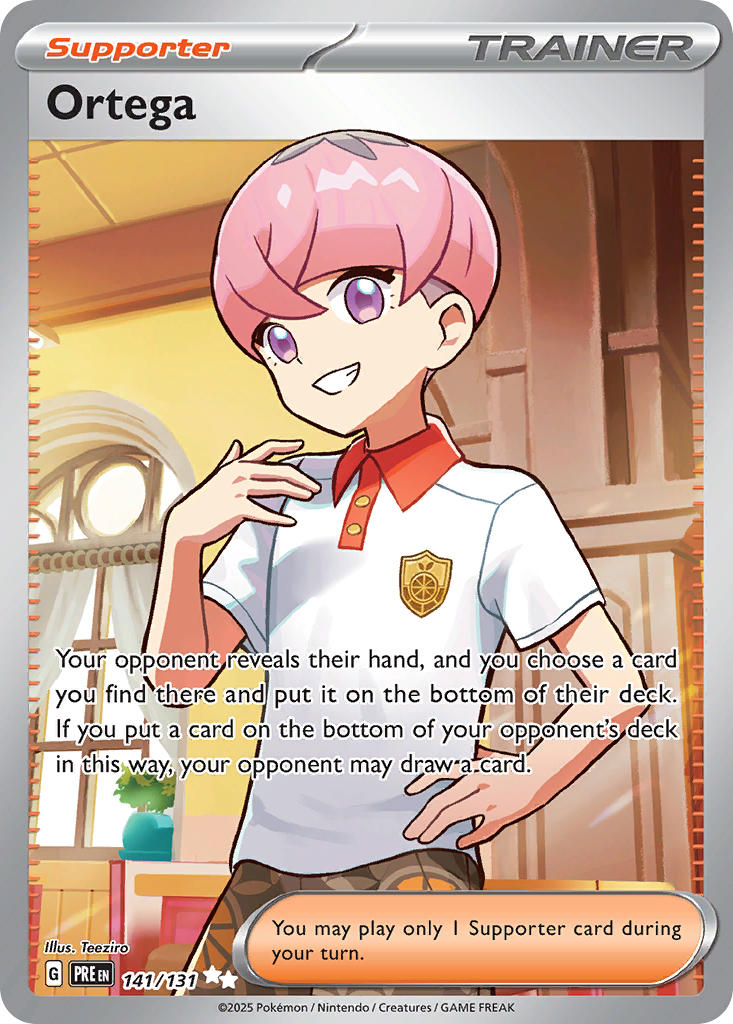 Supporter
TRAINER
Ortega
Your opponent reveals their hand, and you choose a card
you find there and put it on the bottom of their deck.
If you put a card on the bottom of your opponent's deck
in this way, your opponent may draw a card.
You may play only 1 Supporter card during
your turn.
Illus. Teeziro
G PRE EN 141/131
©2025 Pokémon / Nintendo / Creatures / GAME FREAK